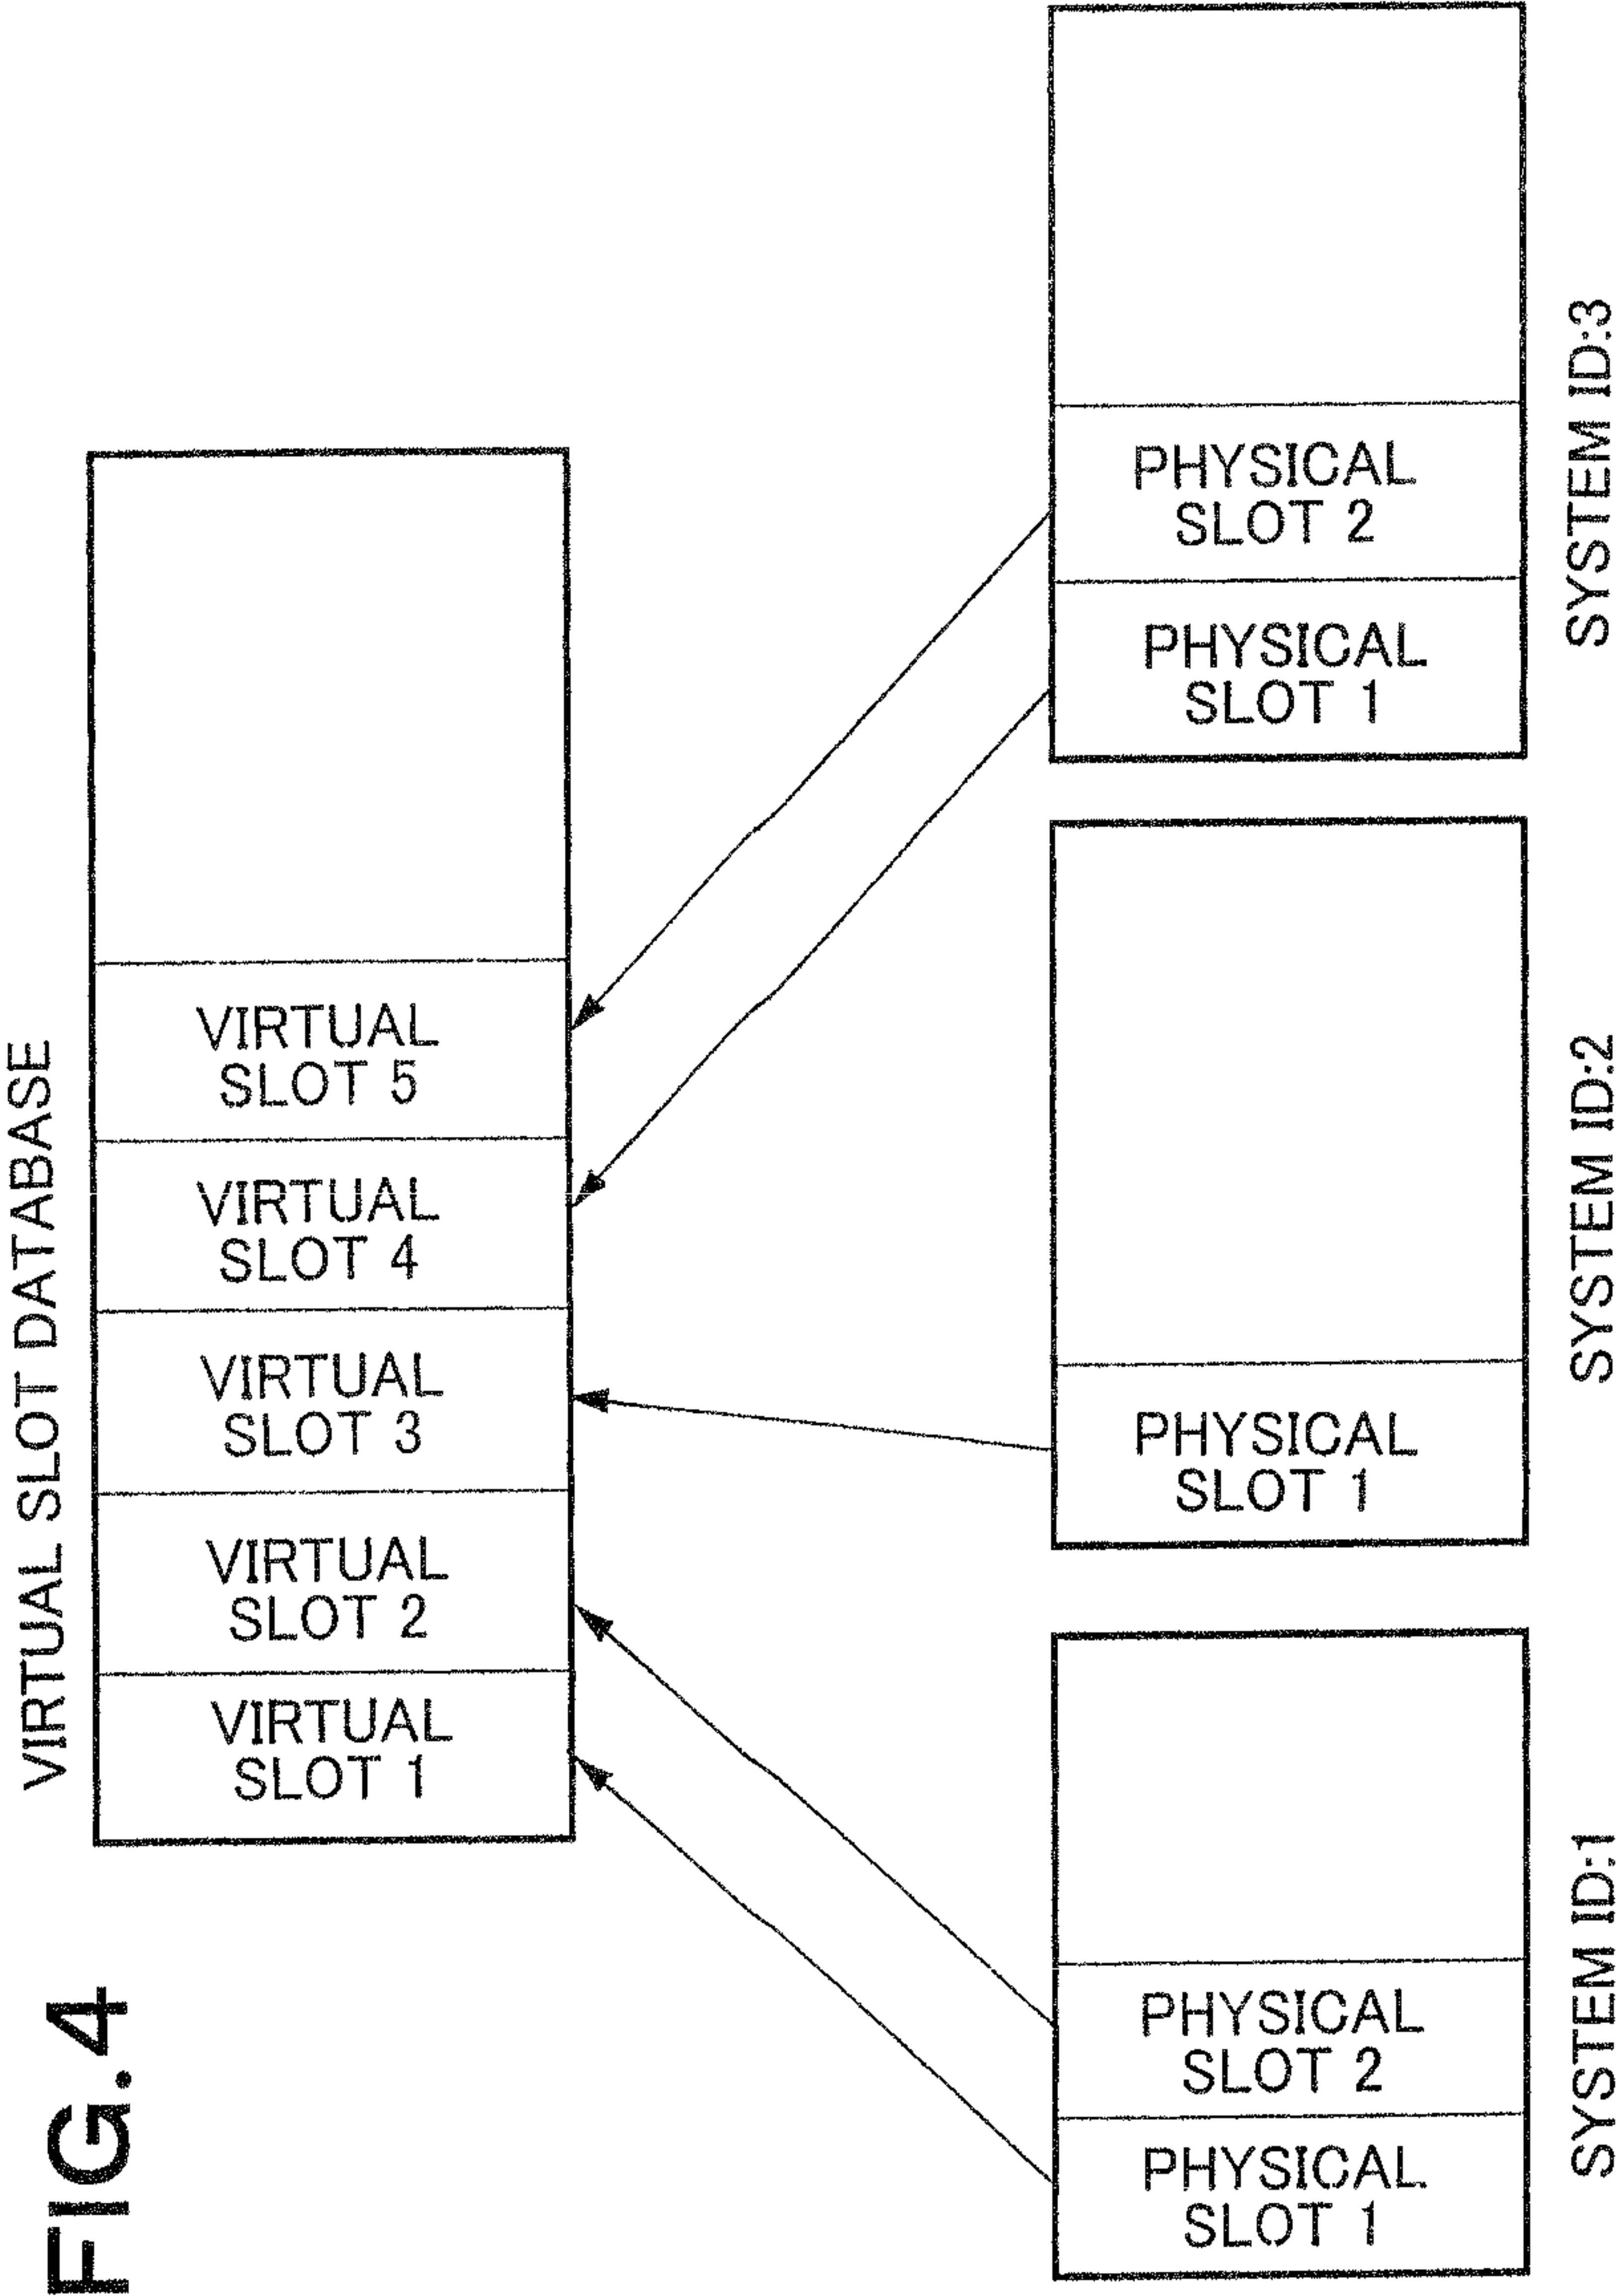 FIG.4
VIRTUAL SLOT DATABASE
VIRTUAL
SLOT 1
VIRTUAL
SLOT 2
VIRTUAL
SLOT 3
VIRTUAL
SLOT 4
VIRTUAL
SLOT 5
PHYSICAL
SLOT 1
PHYSICAL
SLOT 2
SYSTEM ID:1
PHYSICAL
SLOT 1
SYSTEM ID:2
PHYSICAL
SLOT 1
PHYSICAL
SLOT 2
SYSTEM ID:3